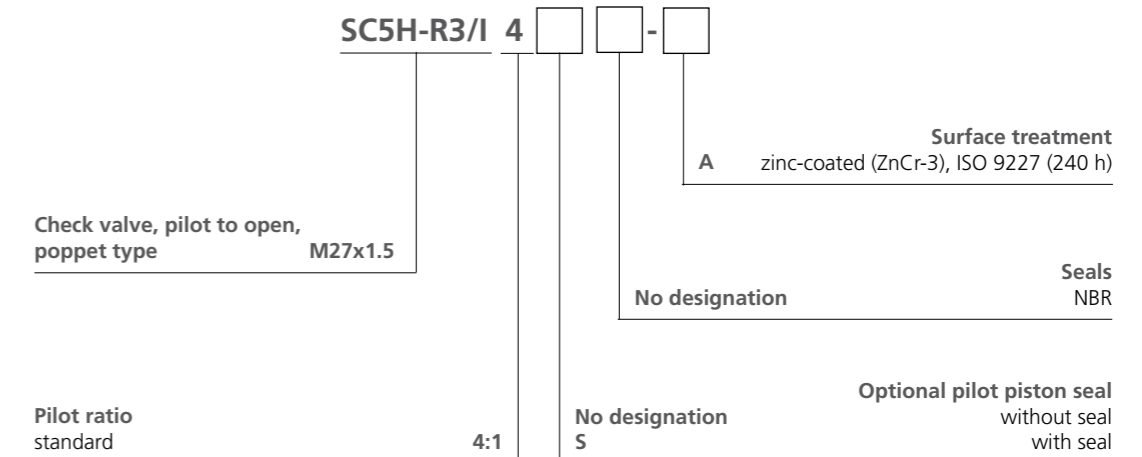 SC5H-R3/I 4 -
Surface treatment
A zinc-coated (ZnCr-3), ISO 9227 (240 h)
Check valve, pilot to open,
poppet type M27x1.5
Seals
No designation NBR
Optional pilot piston seal
Pilot ratio No designation without seal
standard 4:1 S with seal